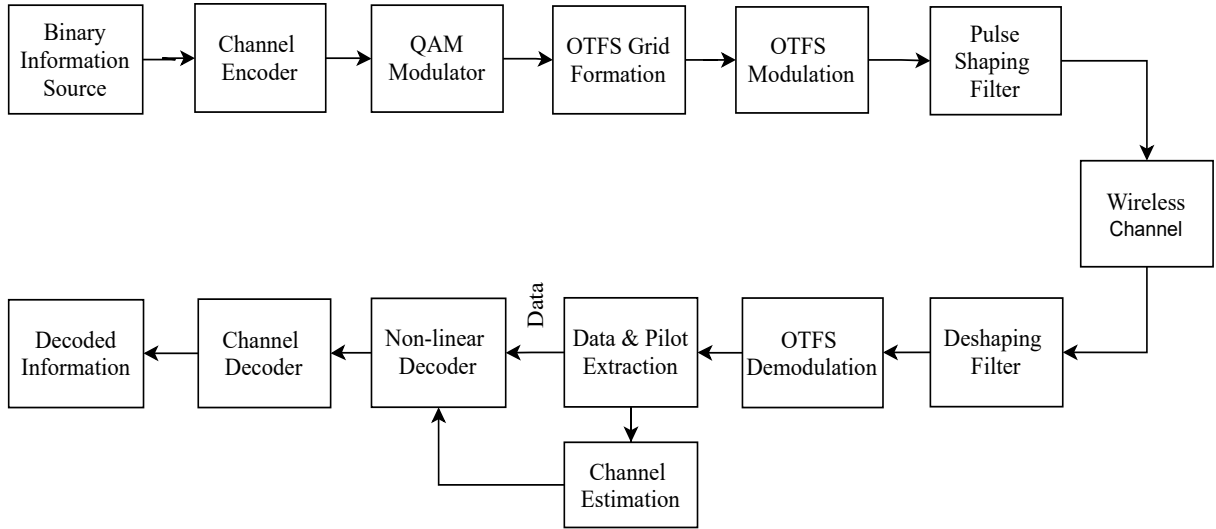 Binary
Information
Source
Channel
Encoder
QAM
Modulator
OTFS Grid
Formation
OTFS
Modulation
Pulse
Shaping
Filter
Wireless
Channel
Decoded
Information
Channel
Decoder
Non-linear
Decoder
Data
Data & Pilot
Extraction
OTFS
Demodulation
Deshaping
Filter
Channel
Estimation